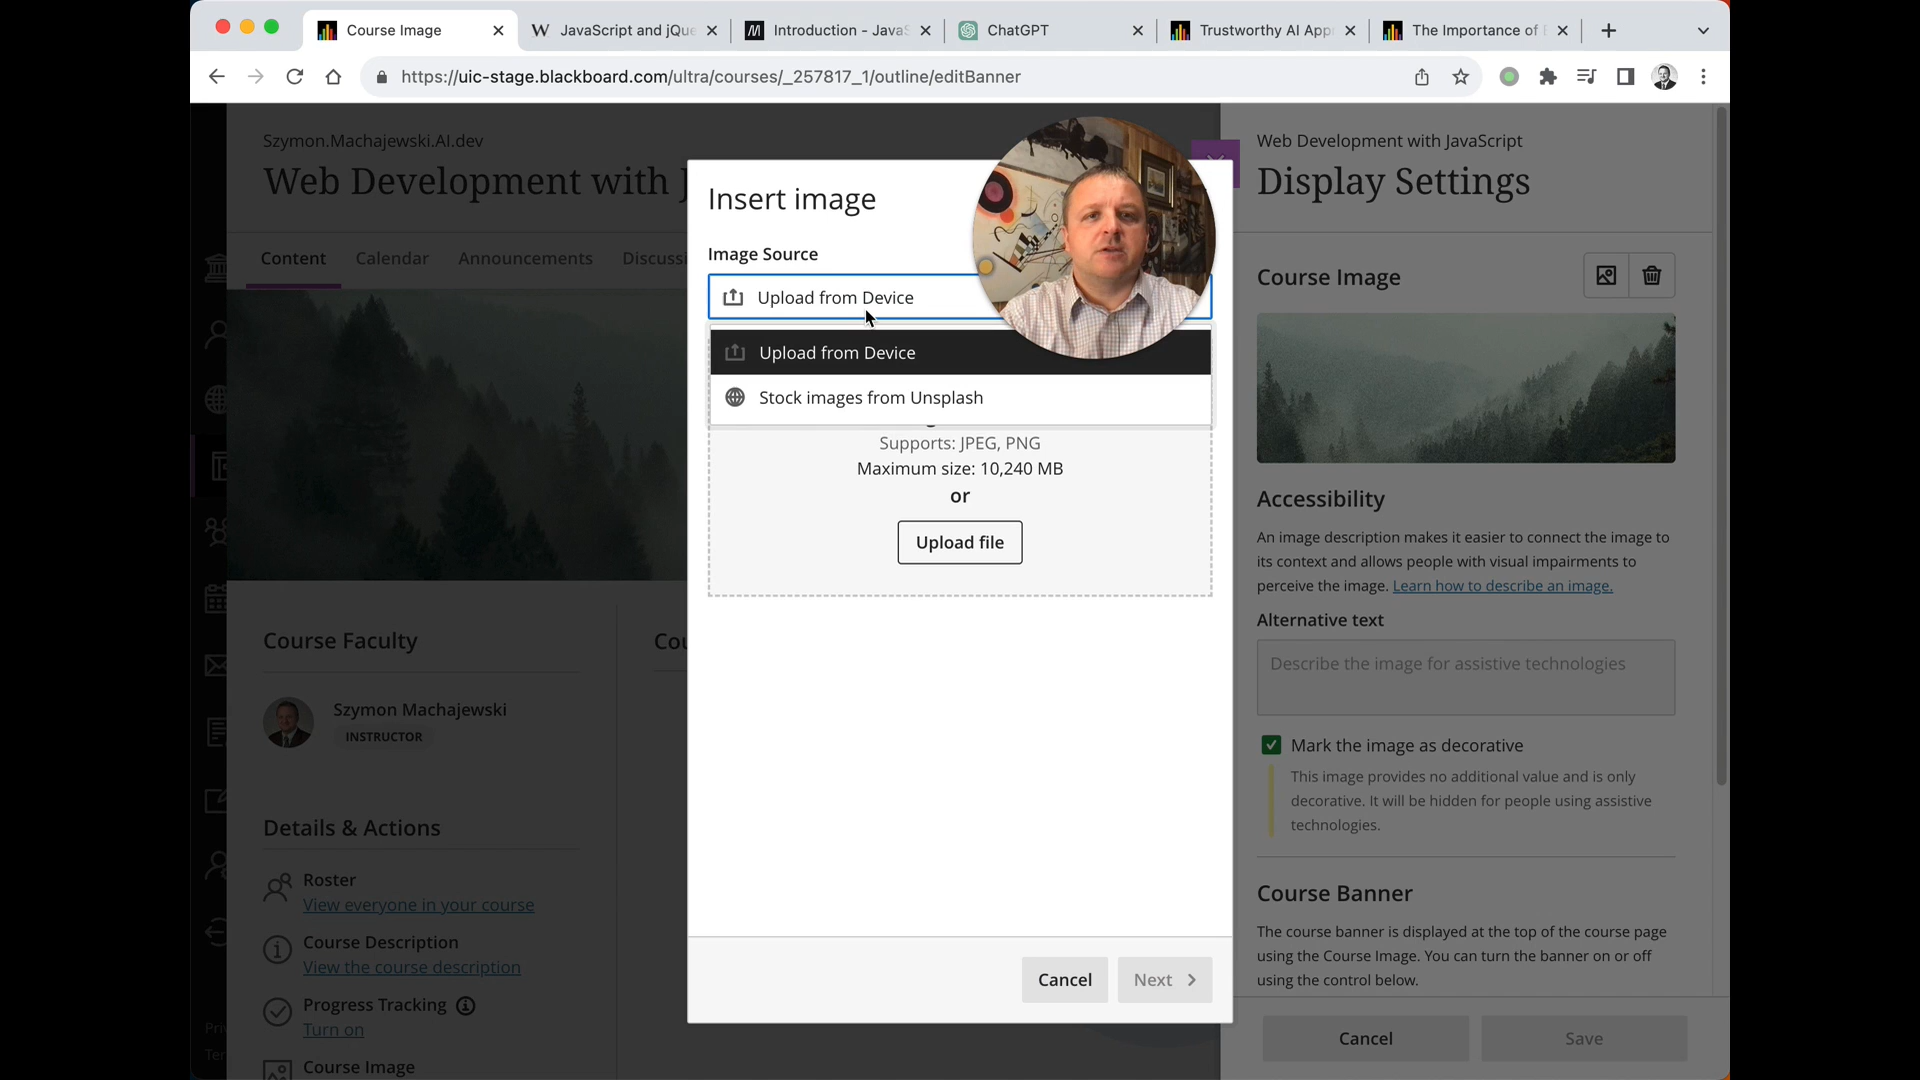 Course Image
JavaScript and jQue
Introduction - JavaS
ChatGPT
Trustworthy AI App
The Importance of
https://uic-stage.blackboard.com/ultra/courses/_257817_1/outline/editBanner
Szymon.Machajewski.AI.dev
Web Development with J
Content
Calendar
Announcements
Discussi
Course Faculty
Cou
Szymon Machajewski
INSTRUCTOR
Details & Actions
Roster
View everyone in your course
Course Description
View the course description
Progress Tracking
Turn on
Course Image
Pri
Ter
Insert image
Image Source
Upload from Device
Upload from Device
Stock images from Unsplash
Supports: JPEG, PNG
Maximum size: 10,240 MB
or
Upload file
Cancel
Next
Web Development with JavaScript
Display Settings
Course Image
Accessibility
An image description makes it easier to connect the image to
its context and allows people with visual impairments to
perceive the image. Learn how to describe an image.
Alternative text
Describe the image for assistive technologies
Mark the image as decorative
This image provides no additional value and is only
decorative. It will be hidden for people using assistive
technologies.
Course Banner
The course banner is displayed at the top of the course page
using the Course Image. You can turn the banner on or off
using the control below.
Cancel
Save